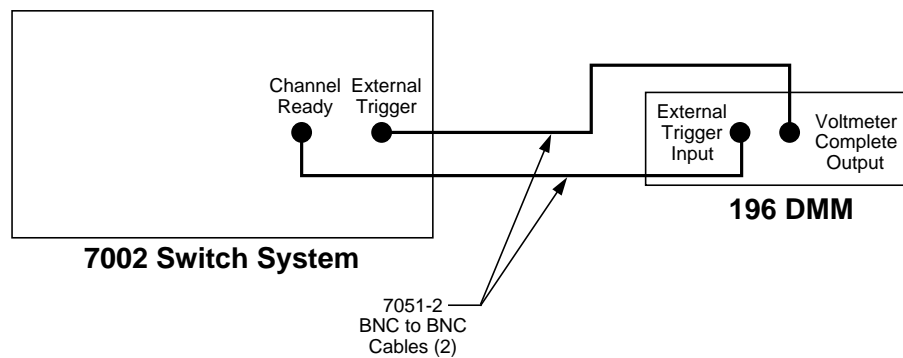 Channel
Ready
External
Trigger
External
Trigger
Input
Voltmeter
Complete
Output
196 DMM
7002 Switch System
7051-2
BNC to BNC
Cables (2)